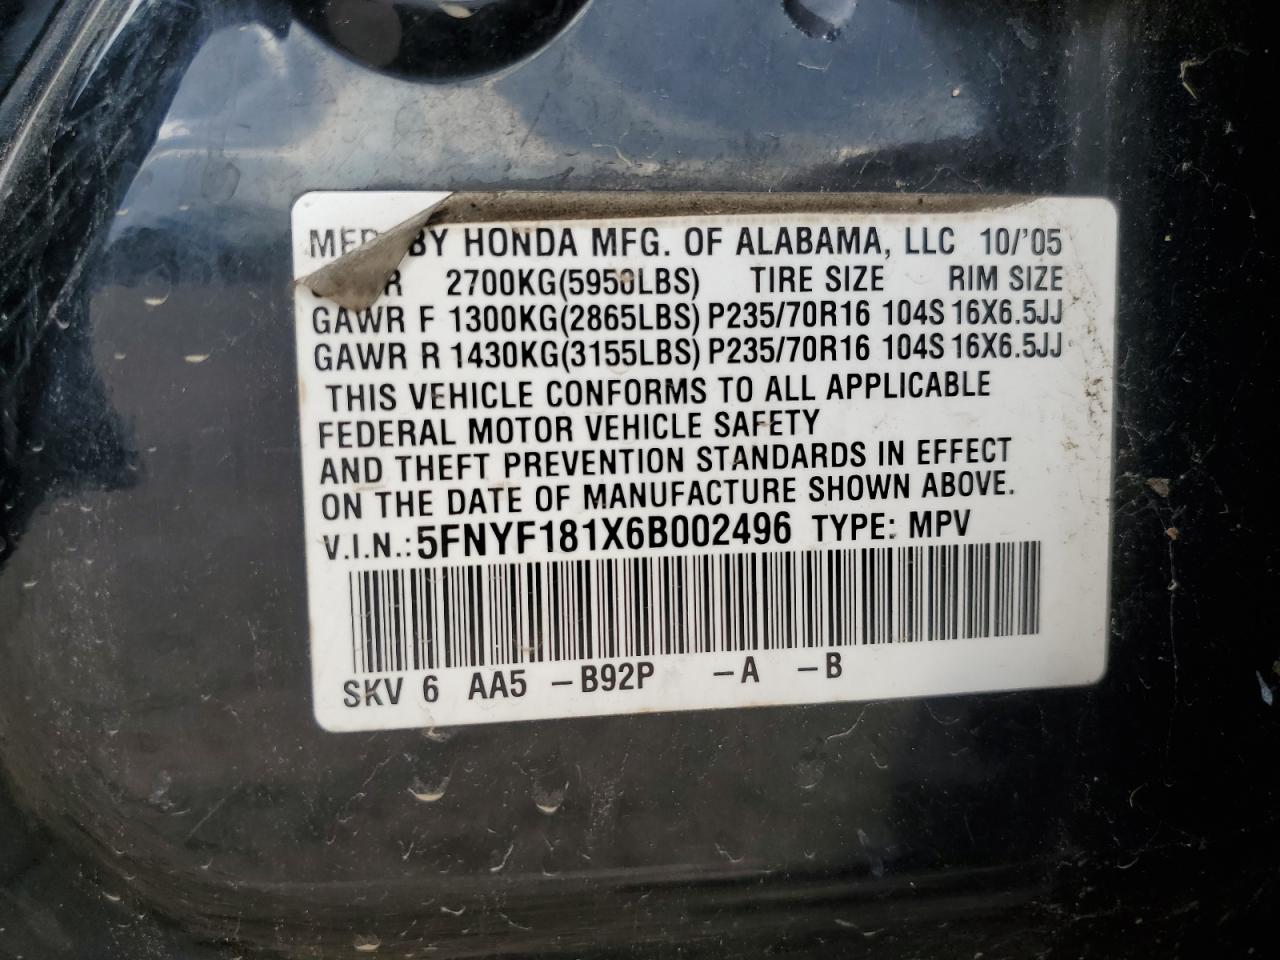 BY HONDA MFG. OF ALABAMA, LLC 10/'05
2700KG(5950LBS) TIRE SIZE RIM SIZE
GAWR F 1300KG(2865LBS) P235/70R16 104S 16X6.5JJ
GAWR R 1430KG(3155LBS) P235/70R16 104S 16X6.5JJ
THIS VEHICLE CONFORMS TO ALL APPLICABLE
FEDERAL MOTOR VEHICLE SAFETY
AND THEFT PREVENTION STANDARDS IN EFFECT
ON THE DATE OF MANUFACTURE SHOWN ABOVE.
V.I.N.: 5FNYF181X6B002496 TYPE: MPV
SKV 6 AA5 -B92P -A -B